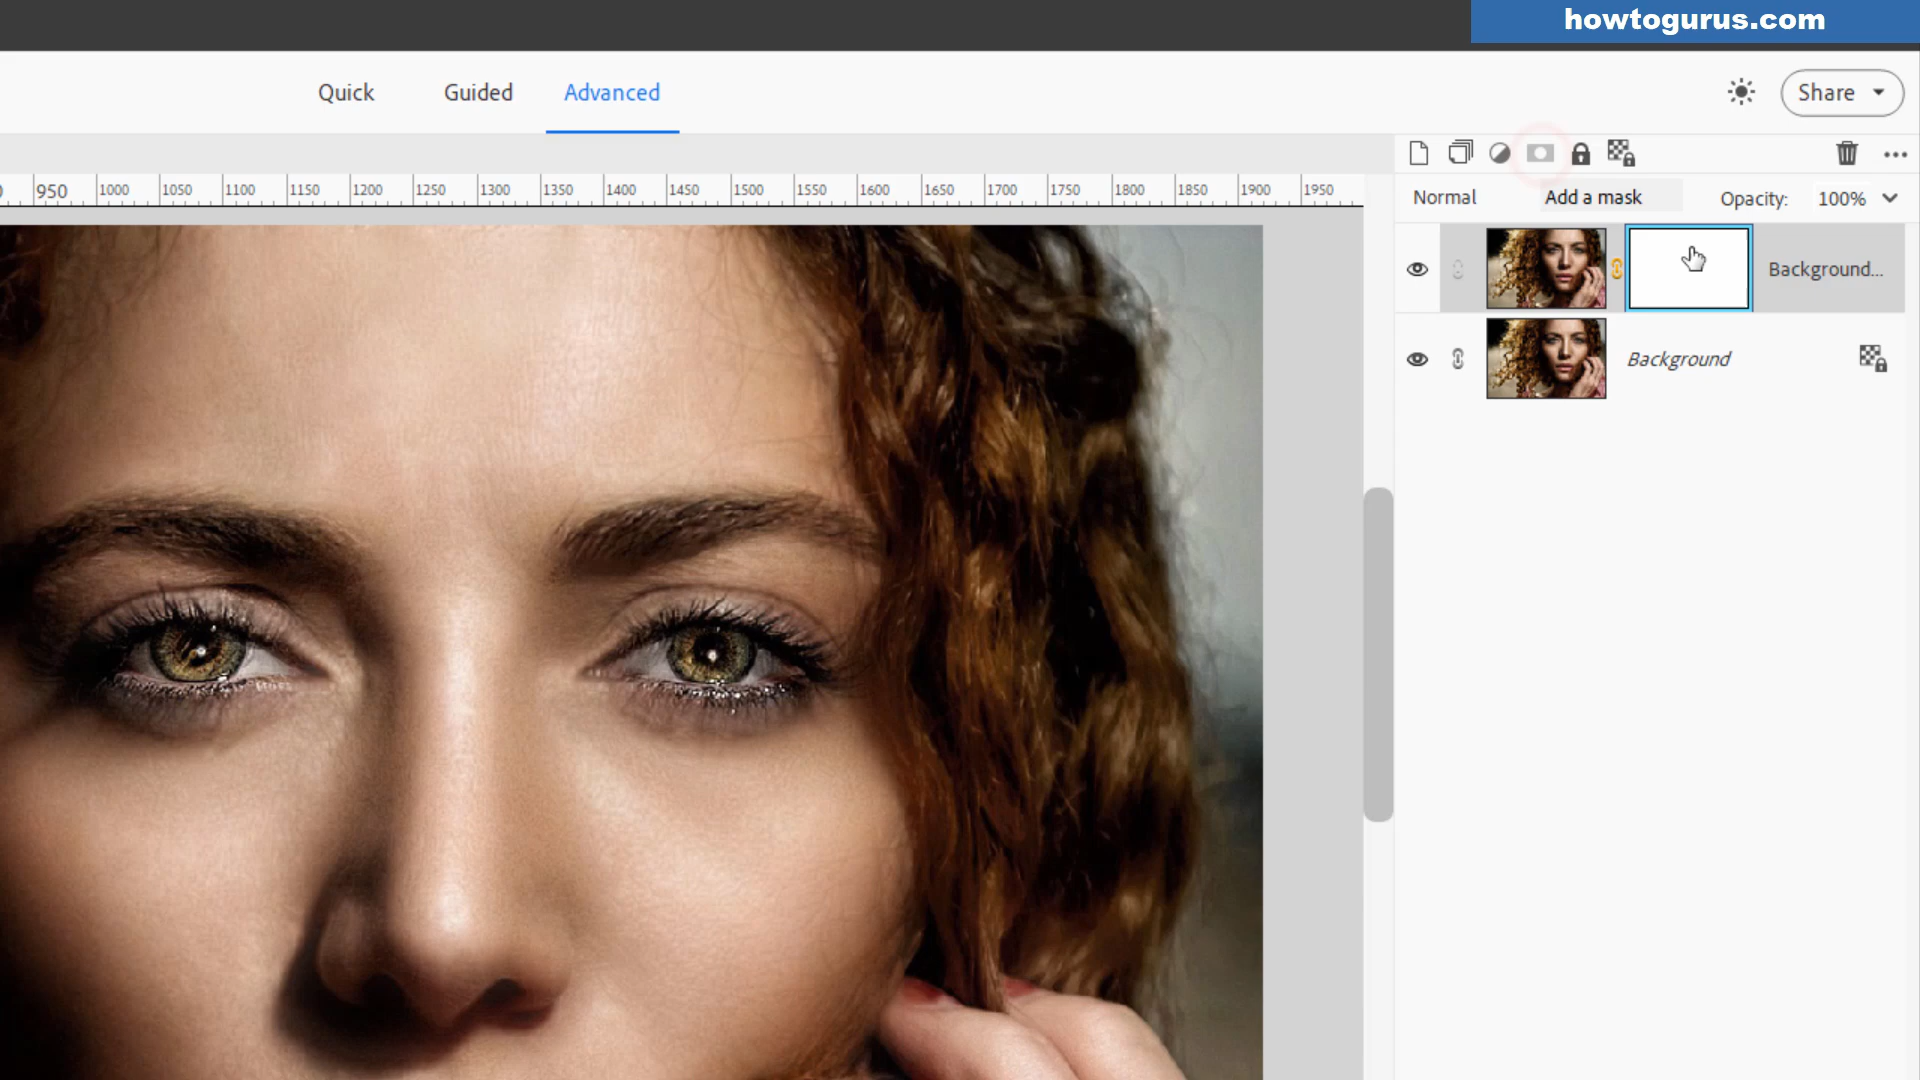 howtogurus.com
Quick Guided Advanced Share
950 1000 1050 1100 1150 1200 1250 1300 1350 1400 1450 1500 1550 1600 1650 1700 1750 1800 1850 1900 1950
Normal Add a mask Opacity: 100%
Background...
Background